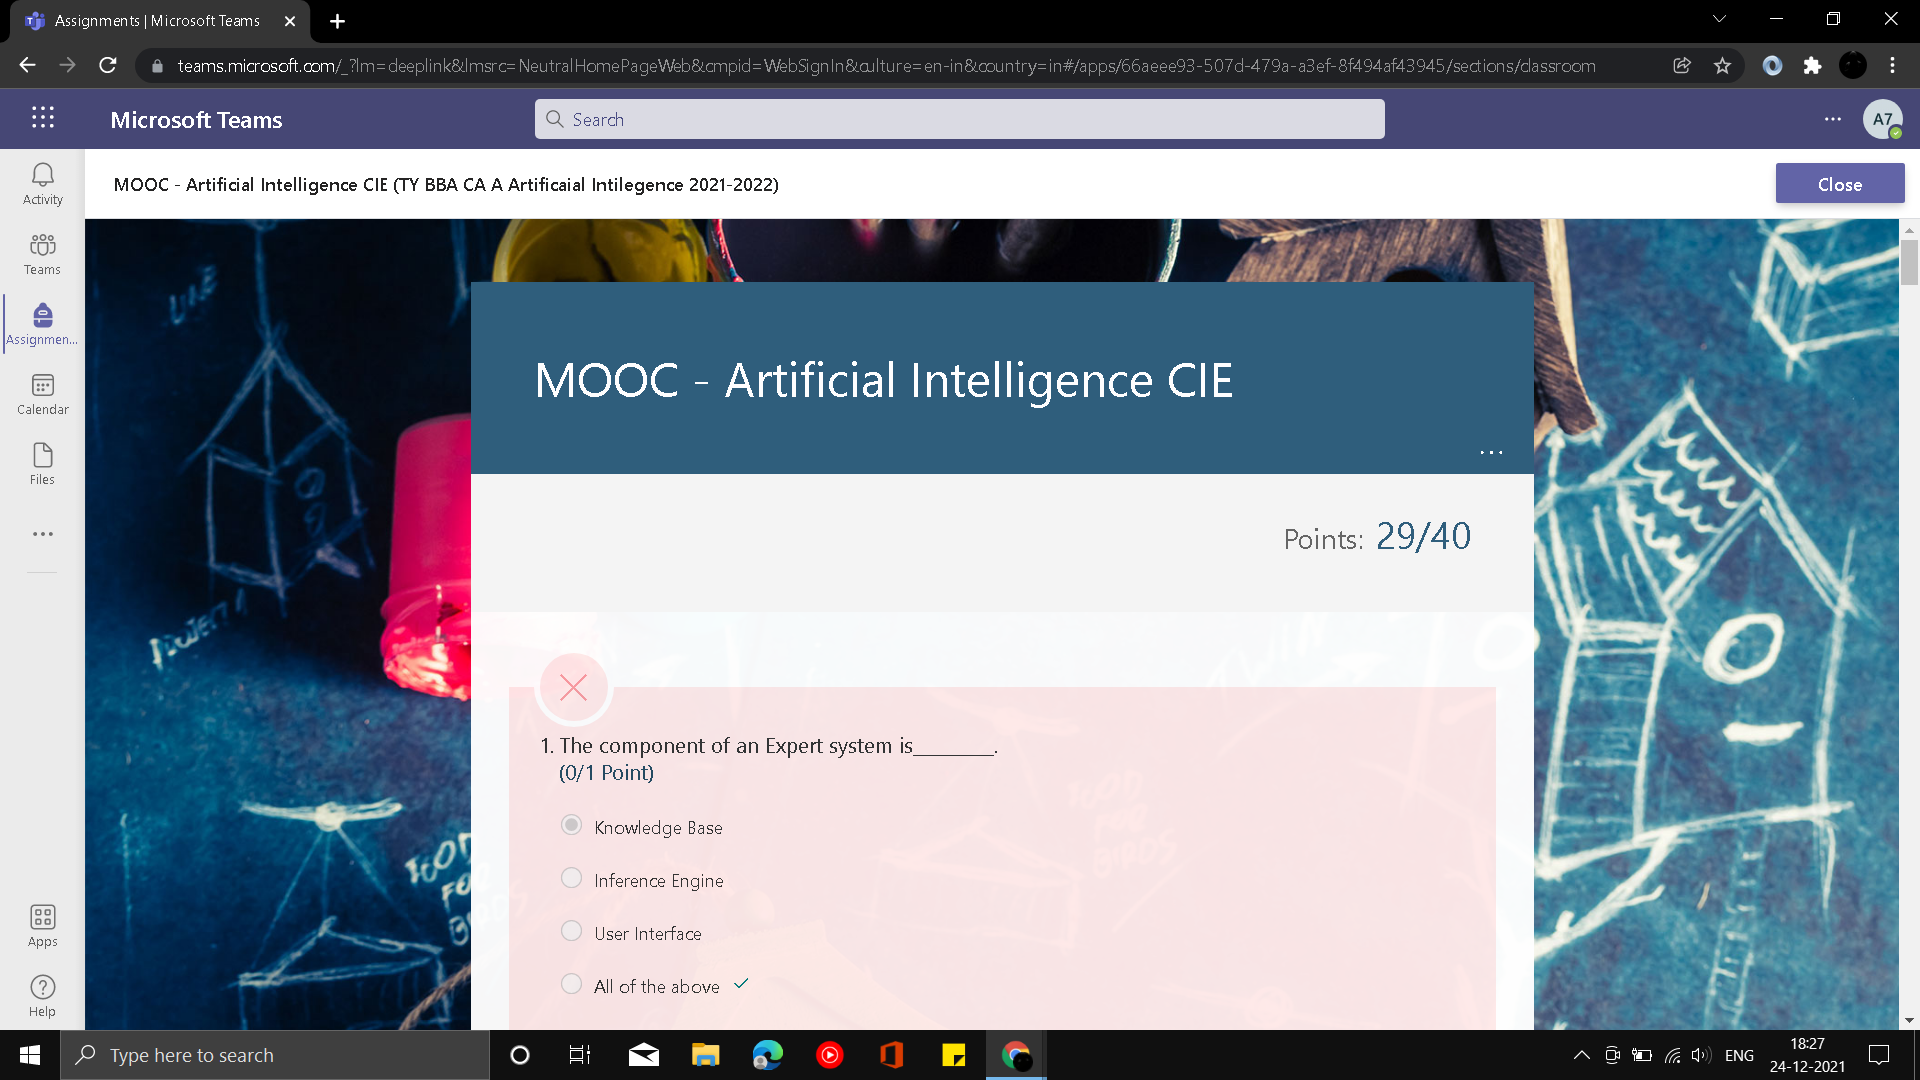 Assignments | Microsoft Teams
teams.microsoft.com/_?lm=deeplink&lmsrc=NeutralHomePageWeb&cmpid=WebSignIn&culture=en-in&country=in#/apps/66aeee93-507d-479a-a3ef-8f494af43945/sections/classroom
Microsoft Teams
Search
A7
MOOC - Artificial Intelligence CIE (TY BBA CA A Artificaial Intilegence 2021-2022)
Close
Activity
Teams
Assignmen...
Calendar
Files
Apps
Help
MOOC - Artificial Intelligence CIE
Points: 29/40
1. The component of an Expert system is________.
(0/1 Point)
Knowledge Base
Inference Engine
User Interface
All of the above
Type here to search
ENG
18:27
24-12-2021